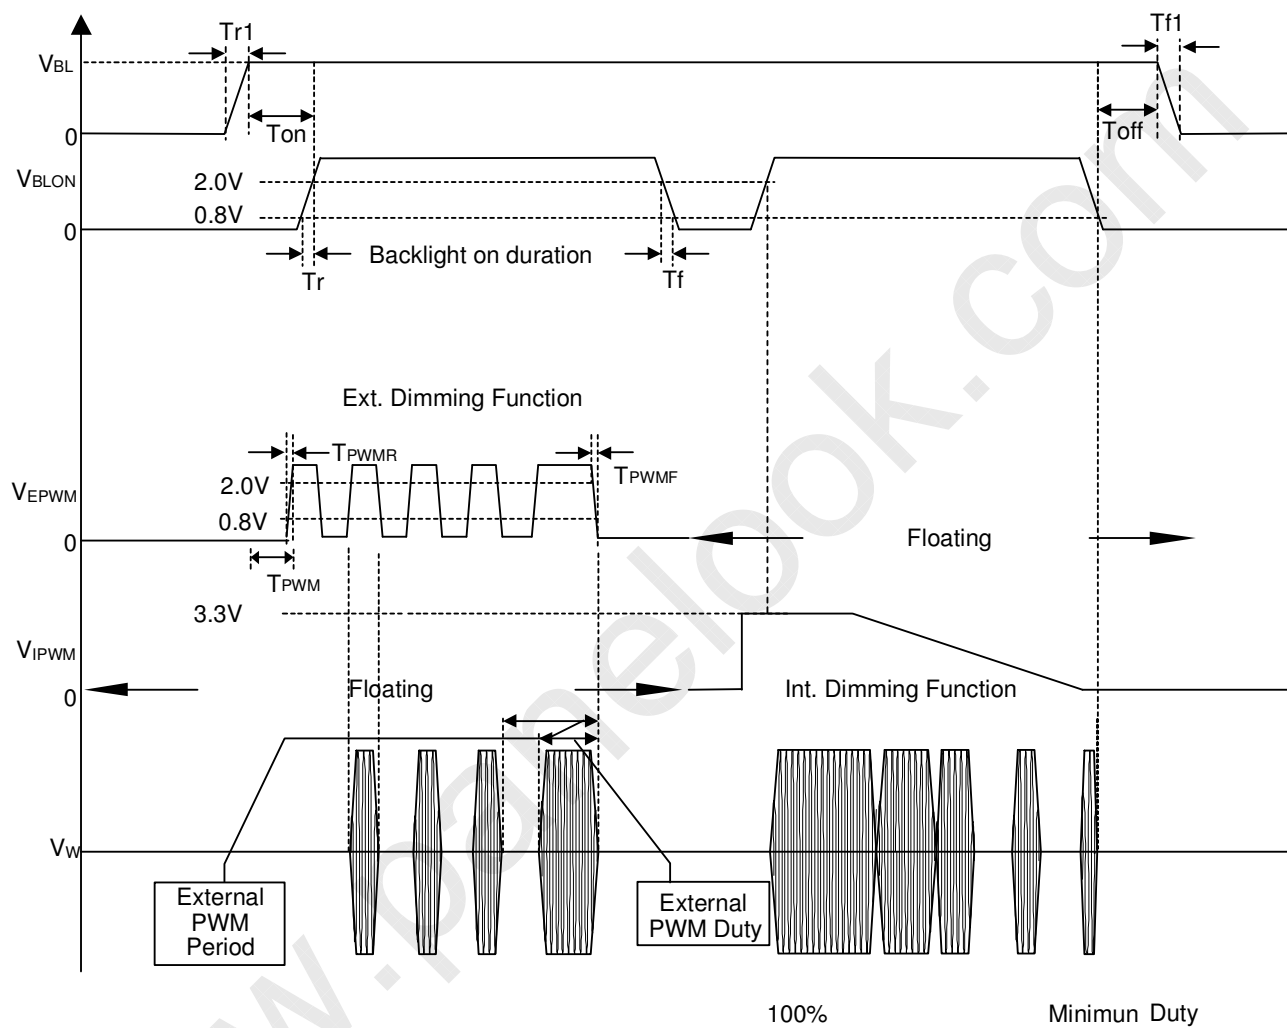 Tr1
Tf1
VBL
0
Ton
Toff
VBLON
2.0V
0.8V
0
Backlight on duration
Tr
Tf
Ext. Dimming Function
TPWMR
TPWMF
VEPWM
2.0V
0.8V
0
Floating
TPWM
3.3V
VIPWM
0
Floating
Int. Dimming Function
VW
External
PWM
Period
External
PWM Duty
100%
Minimun Duty
www.panelook.com